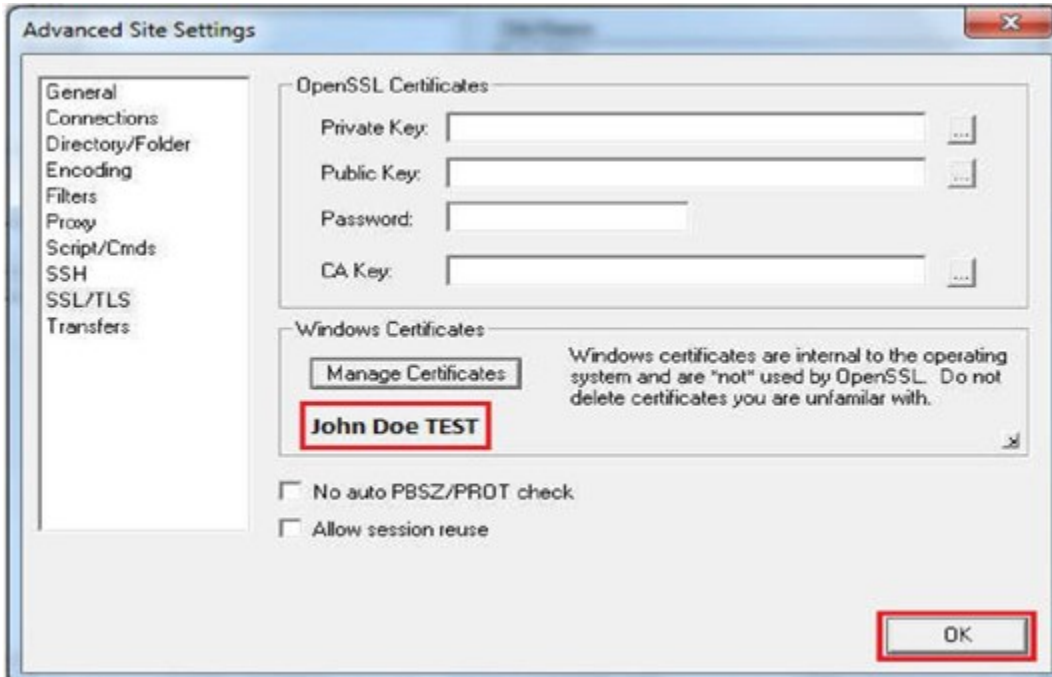 Advanced Site Settings
General
Connections
Directory/Folder
Encoding
Filters
Proxy
Script/Cmds
SSH
SSL/TLS
Transfers
OpenSSL Certificates
Private Key:
...
Public Key:
...
Password:
CA Key:
...
Windows Certificates
Manage Certificates
Windows certificates are internal to the operating
system and are "not" used by OpenSSL. Do not
delete certificates you are unfamilar with.
John Doe TEST
No auto PBSZ/PROT check
Allow session reuse
OK